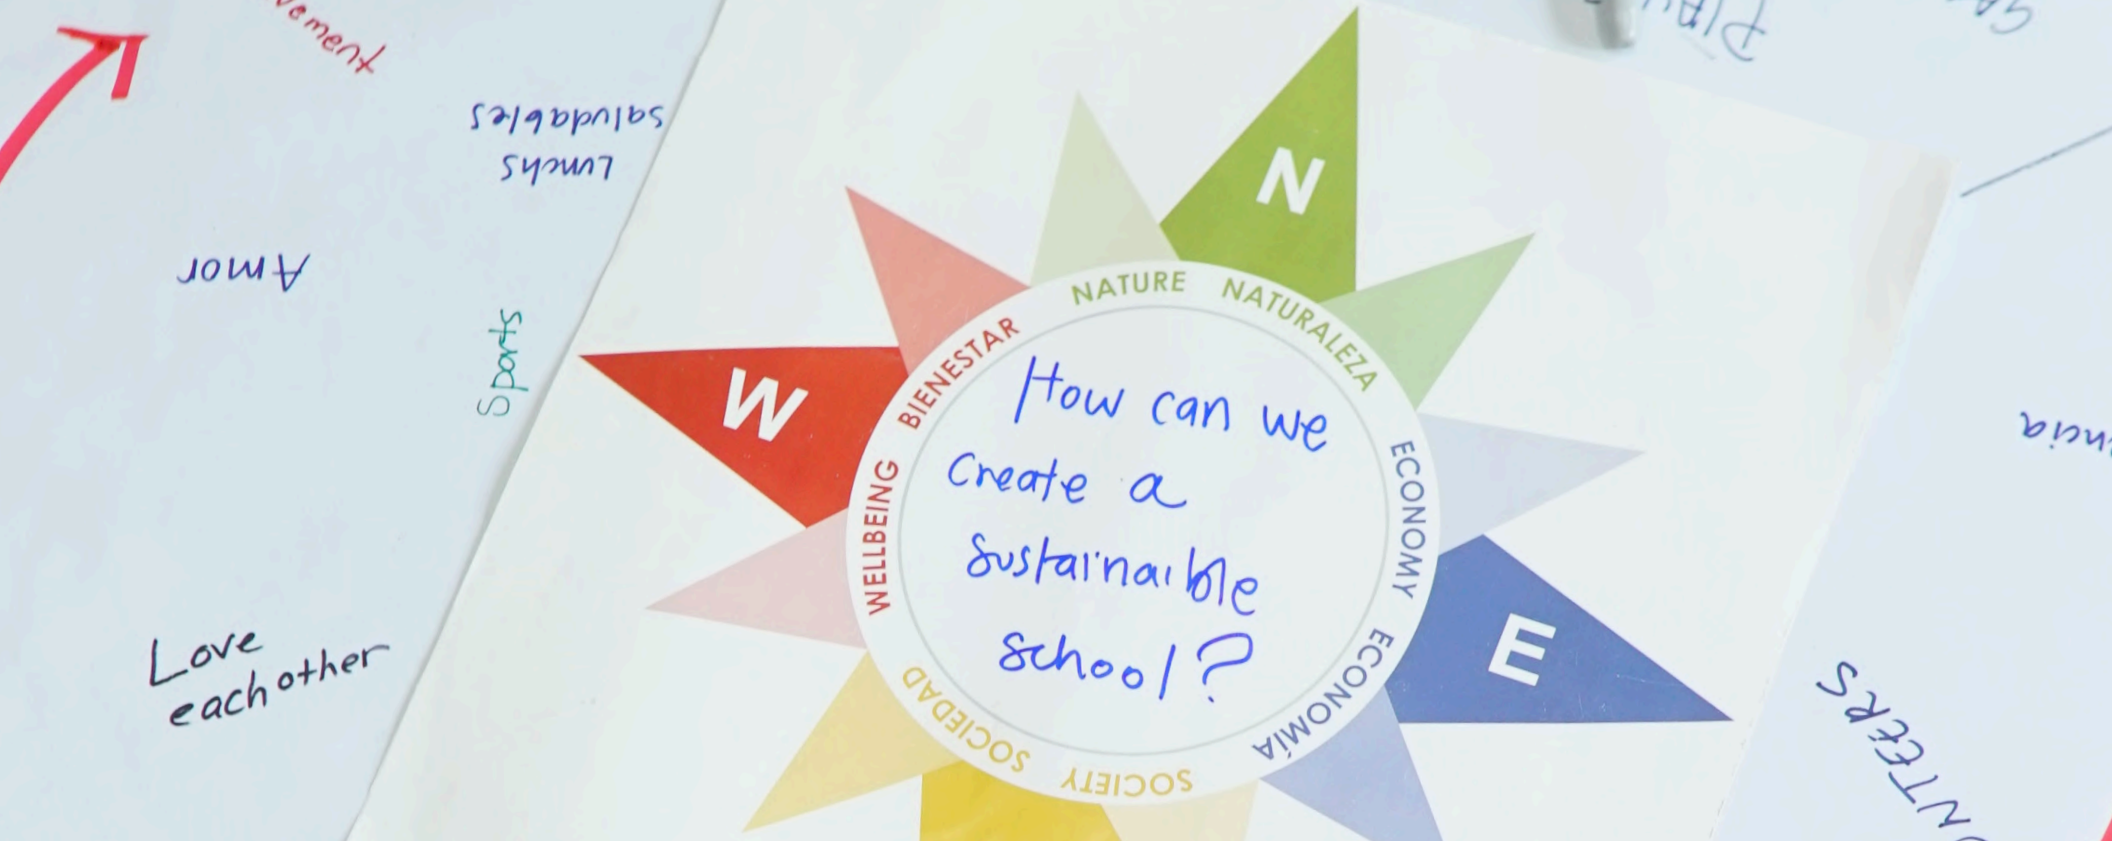 Lunchs
saludables
Amor
Sports
Love
each other
N
W
E
NATURE NATURALEZA
ECONOMY ECONOMÍA
SOCIETY SOCIEDAD
WELLBEING BIENESTAR
How can we
create a
sustainaible
school?